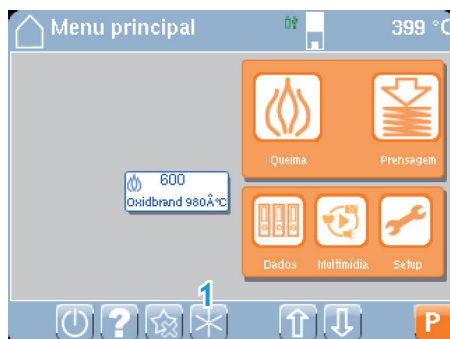 Menu principal
399 °C
Queima
Prensagem
600
Oxidbrand 980Â°C
Dados
Multimídia
Setup
1
?
P